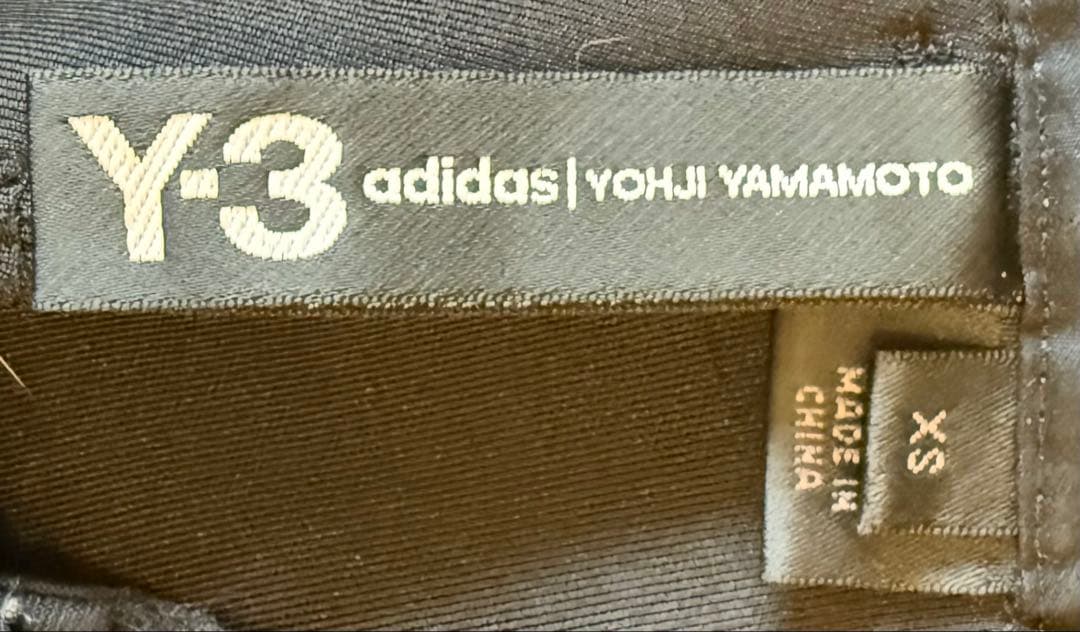 Y-3 adidas | YOHJI YAMAMOTO
MADE IN
CHINA
XS